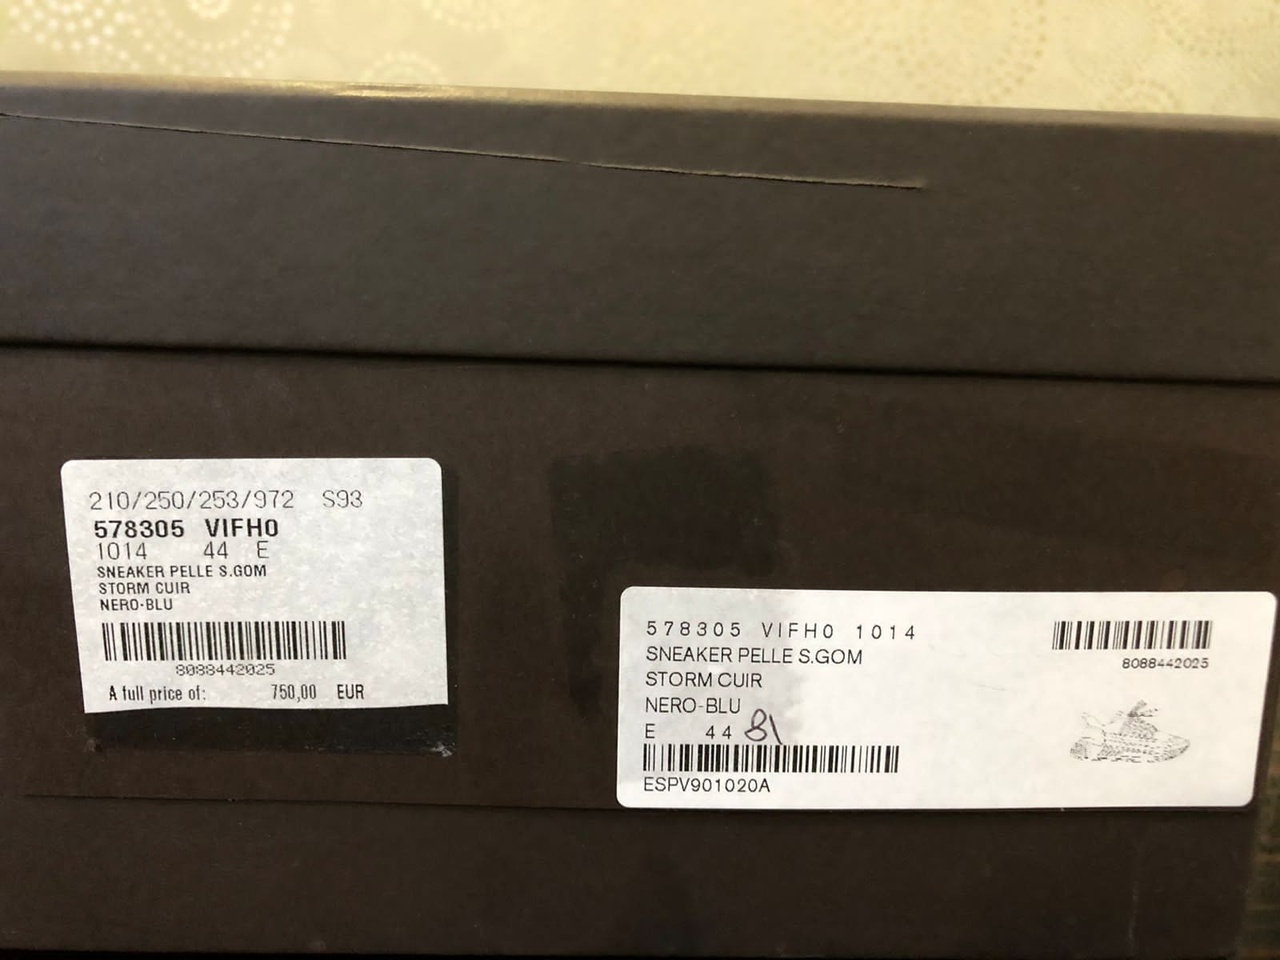 210/250/253/972 S93
578305 VIFH0
1014 44 E
SNEAKER PELLE S.GOM
STORM CUIR
NERO-BLU
8088442025
A full price of: 750,00 EUR
578305 VIFH0 1014
SNEAKER PELLE S.GOM
STORM CUIR
NERO-BLU
E 44 81
ESPV901020A
8088442025